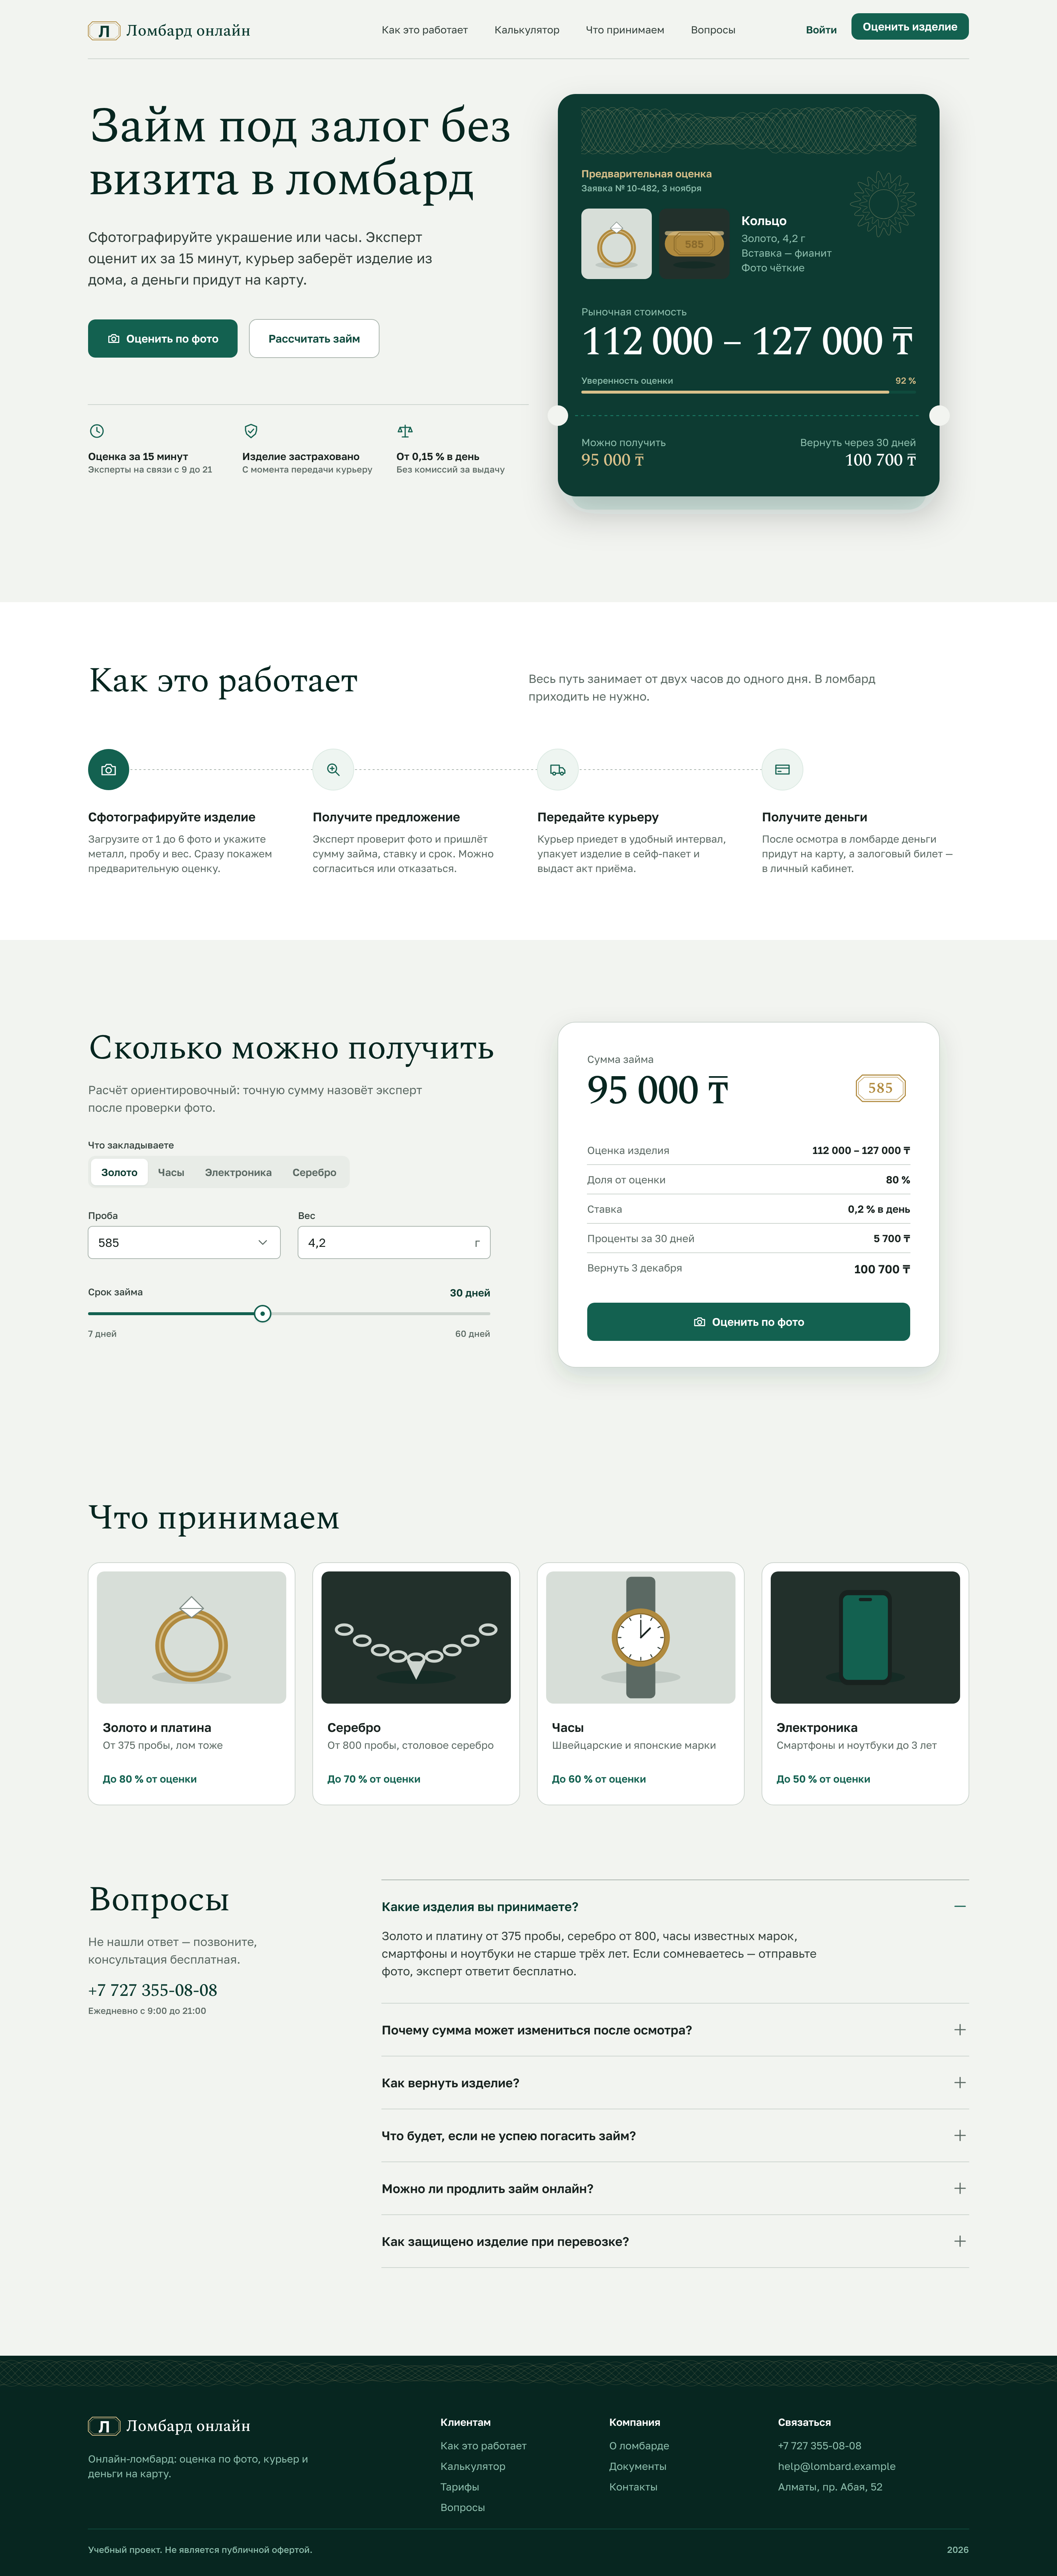 Л Ломбард онлайн
Как это работает
Калькулятор
Что принимаем
Вопросы
Войти
Оценить изделие
Займ под залог без
визита в ломбард
Сфотографируйте украшение или часы. Эксперт
оценит их за 15 минут, курьер заберёт изделие из
дома, а деньги придут на карту.
Оценить по фото
Рассчитать займ
Оценка за 15 минут
Эксперты на связи с 9 до 21
Изделие застраховано
С момента передачи курьеру
От 0,15 % в день
Без комиссий за выдачу
Предварительная оценка
Заявка № 10-482, 3 ноября
585
Кольцо
Золото, 4,2 г
Вставка — фианит
Фото чёткие
Рыночная стоимость
112 000 – 127 000 ₸
Уверенность оценки
92 %
Можно получить
95 000 ₸
Вернуть через 30 дней
100 700 ₸
Как это работает
Весь путь занимает от двух часов до одного дня. В ломбард
приходить не нужно.
Сфотографируйте изделие
Загрузите от 1 до 6 фото и укажите
металл, пробу и вес. Сразу покажем
предварительную оценку.
Получите предложение
Эксперт проверит фото и пришлёт
сумму займа, ставку и срок. Можно
согласиться или отказаться.
Передайте курьеру
Курьер приедет в удобный интервал,
упакует изделие в сейф-пакет и
выдаст акт приёма.
Получите деньги
После осмотра в ломбарде деньги
придут на карту, а залоговый билет —
в личный кабинет.
Сколько можно получить
Расчёт ориентировочный: точную сумму назовёт эксперт
после проверки фото.
Что закладываете
Золото
Часы
Электроника
Серебро
Проба
585
Вес
4,2
г
Срок займа
30 дней
7 дней
60 дней
Сумма займа
95 000 ₸
585
Оценка изделия
112 000 – 127 000 ₸
Доля от оценки
80 %
Ставка
0,2 % в день
Проценты за 30 дней
5 700 ₸
Вернуть 3 декабря
100 700 ₸
Оценить по фото
Что принимаем
Золото и платина
От 375 пробы, лом тоже
До 80 % от оценки
Серебро
От 800 пробы, столовое серебро
До 70 % от оценки
Часы
Швейцарские и японские марки
До 60 % от оценки
Электроника
Смартфоны и ноутбуки до 3 лет
До 50 % от оценки
Вопросы
Не нашли ответ — позвоните,
консультация бесплатная.
+7 727 355-08-08
Ежедневно с 9:00 до 21:00
Какие изделия вы принимаете?
Золото и платину от 375 пробы, серебро от 800, часы известных марок,
смартфоны и ноутбуки не старше трёх лет. Если сомневаетесь — отправьте
фото, эксперт ответит бесплатно.
Почему сумма может измениться после осмотра?
Как вернуть изделие?
Что будет, если не успею погасить займ?
Можно ли продлить займ онлайн?
Как защищено изделие при перевозке?
Л Ломбард онлайн
Онлайн-ломбард: оценка по фото, курьер и
деньги на карту.
Клиентам
Как это работает
Калькулятор
Тарифы
Вопросы
Компания
О ломбарде
Документы
Контакты
Связаться
+7 727 355-08-08
help@lombard.example
Алматы, пр. Абая, 52
Учебный проект. Не является публичной офертой.
2026